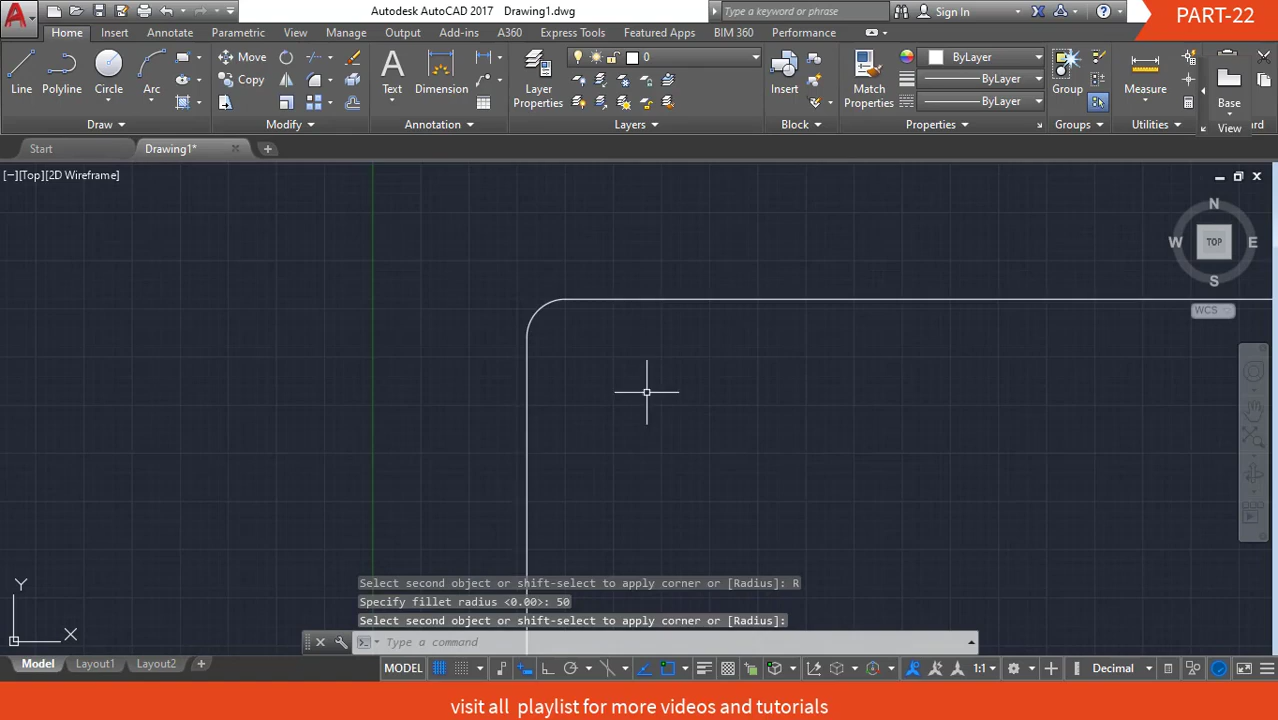 Autodesk AutoCAD 2017 Drawing1.dwg
Type a keyword or phrase
Sign In
PART-22
Home Insert Annotate Parametric View Manage Output Add-ins A360 Express Tools Featured Apps BIM 360 Performance
Line Polyline Circle Arc
Move
Copy
Text Dimension
Layer Properties
0
Insert
Match Properties
ByLayer
ByLayer
ByLayer
Group
Measure
Base
Draw Modify Annotation Layers Block Properties Groups Utilities View
Start Drawing1*
[−][Top][2D Wireframe]
N
W TOP E
S
WCS
Y
X
Select second object or shift-select to apply corner or [Radius]: R
Specify fillet radius <0.00>: 50
Select second object or shift-select to apply corner or [Radius]:
Type a command
Model Layout1 Layout2 MODEL 1:1 Decimal
visit all playlist for more videos and tutorials